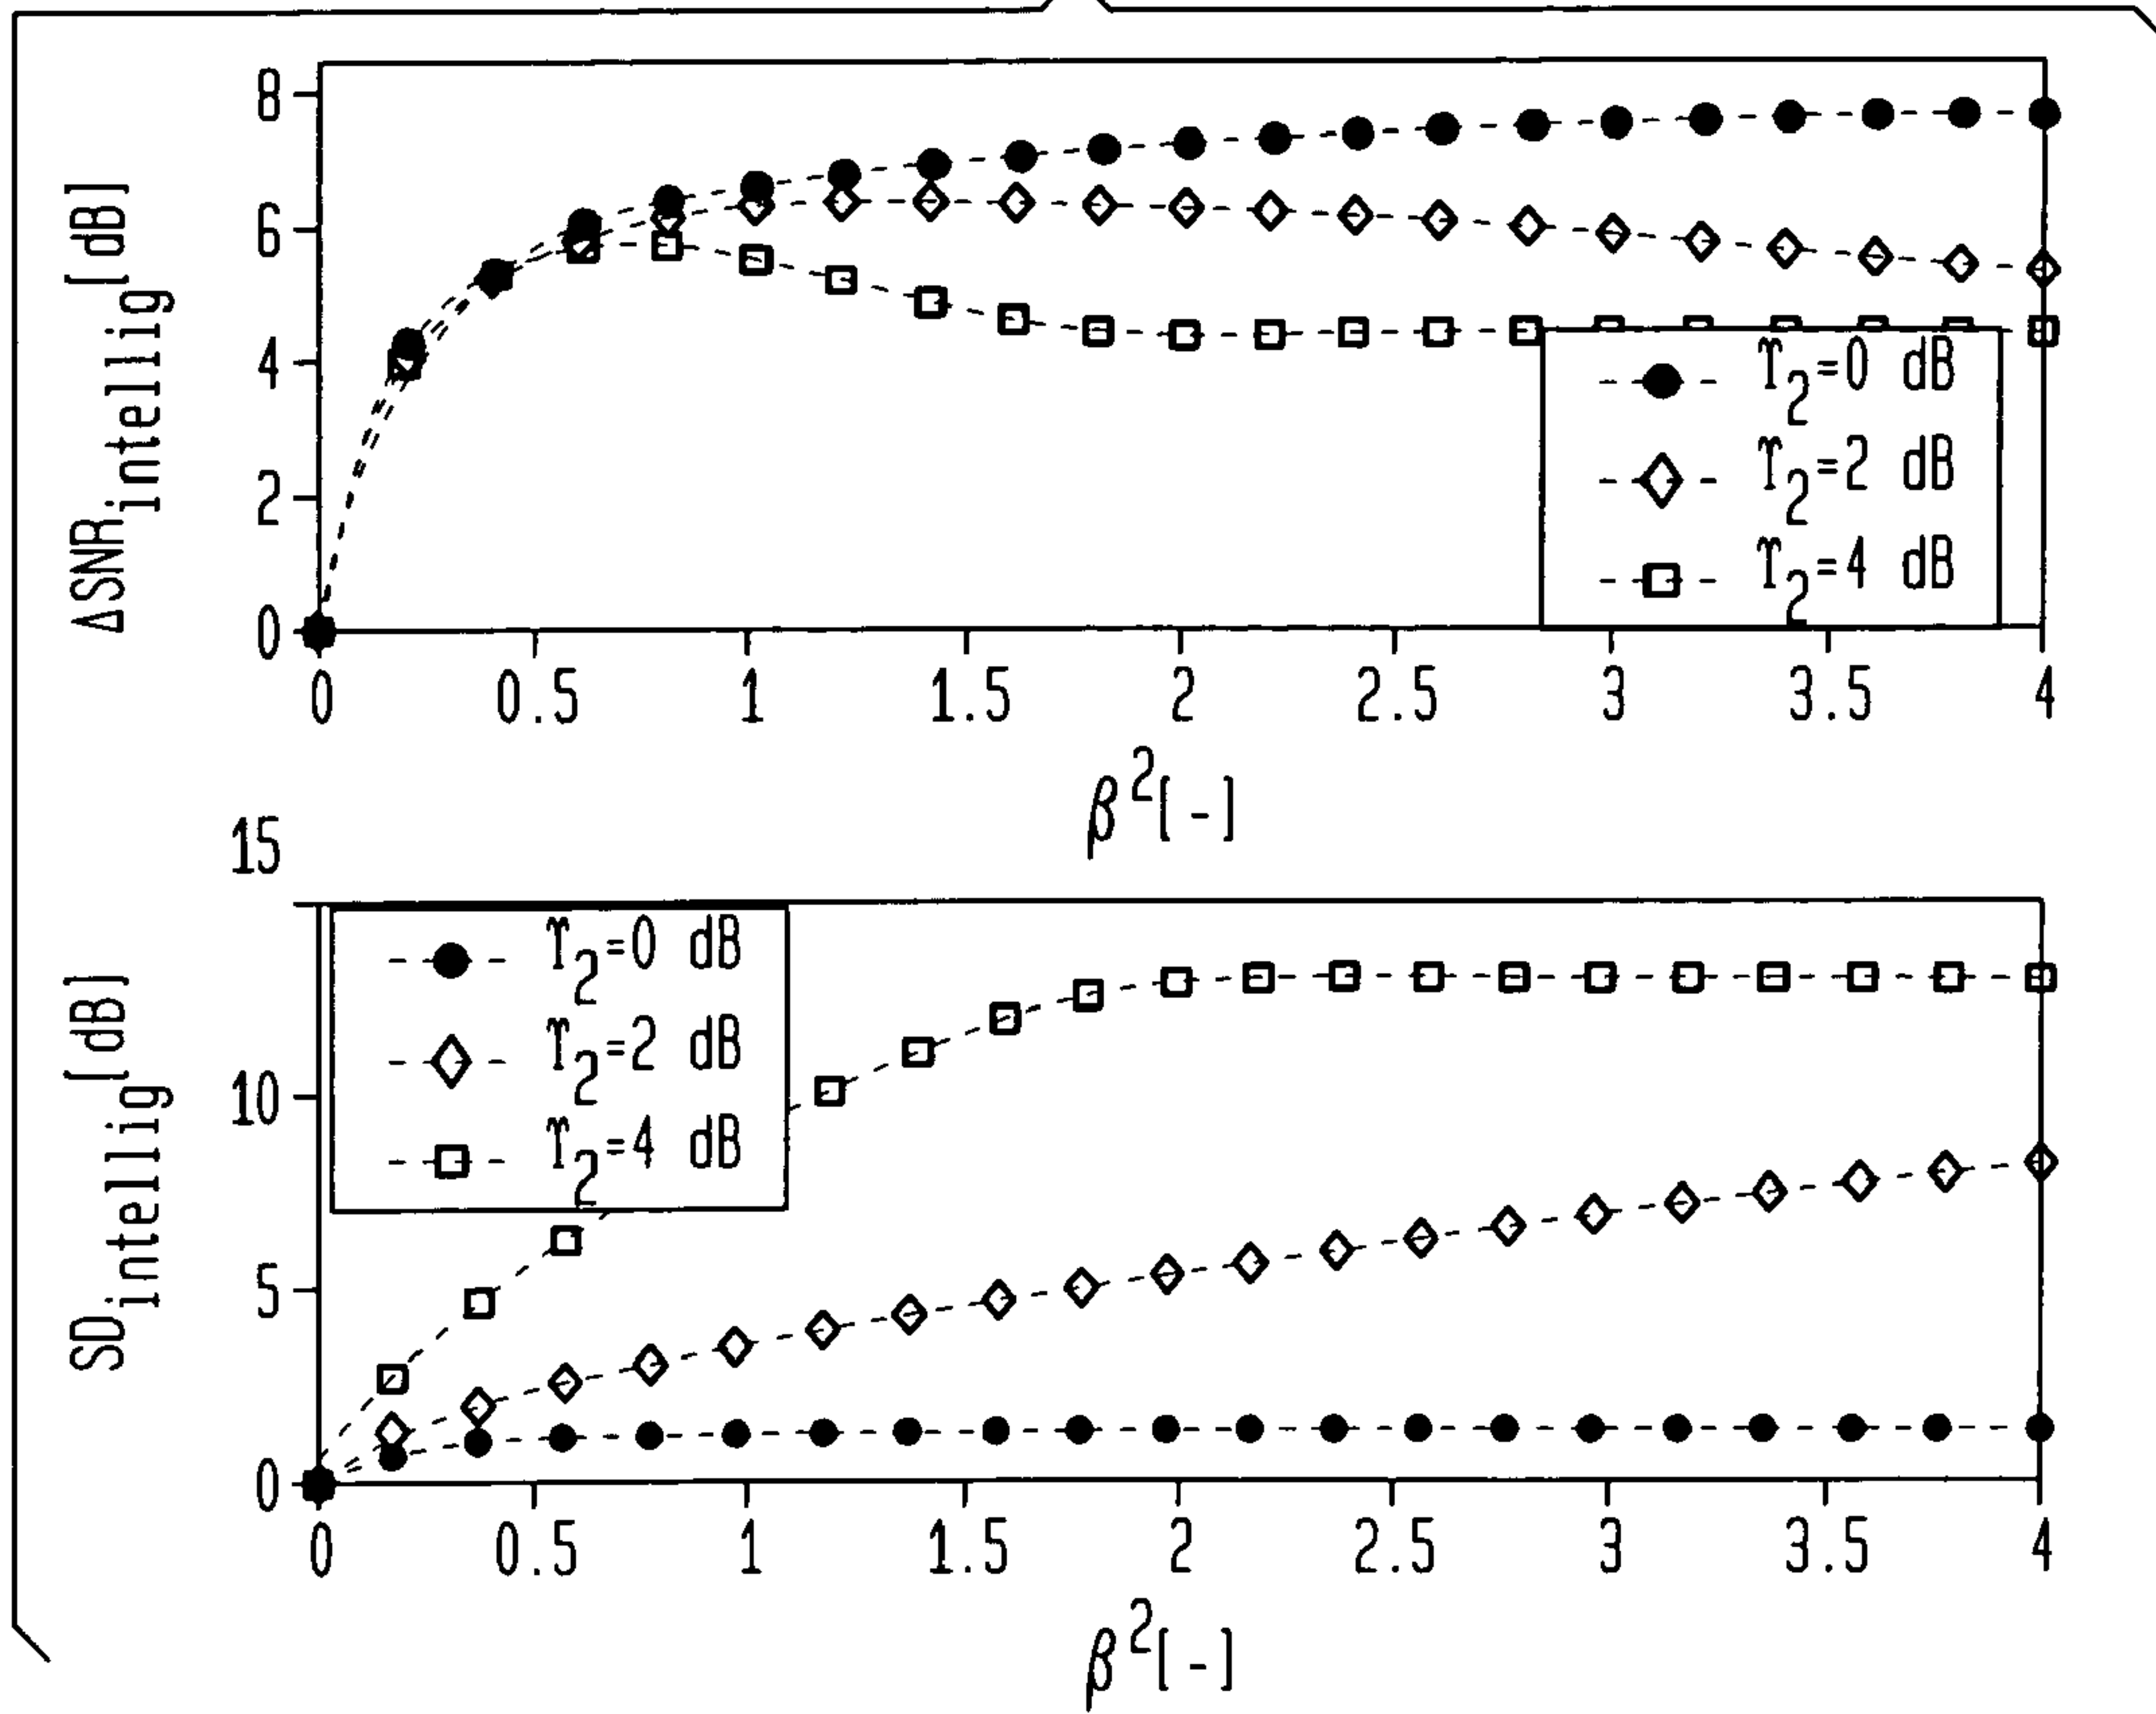 ΔSNRintellig[dB]
8
6
4
2
0
0 0.5 1 1.5 2 2.5 3 3.5 4
β2[-]
ϒ2=0 dB
ϒ2=2 dB
ϒ2=4 dB
SDintellig[dB]
15
10
5
0
0 0.5 1 1.5 2 2.5 3 3.5 4
β2[-]
ϒ2=0 dB
ϒ2=2 dB
ϒ2=4 dB